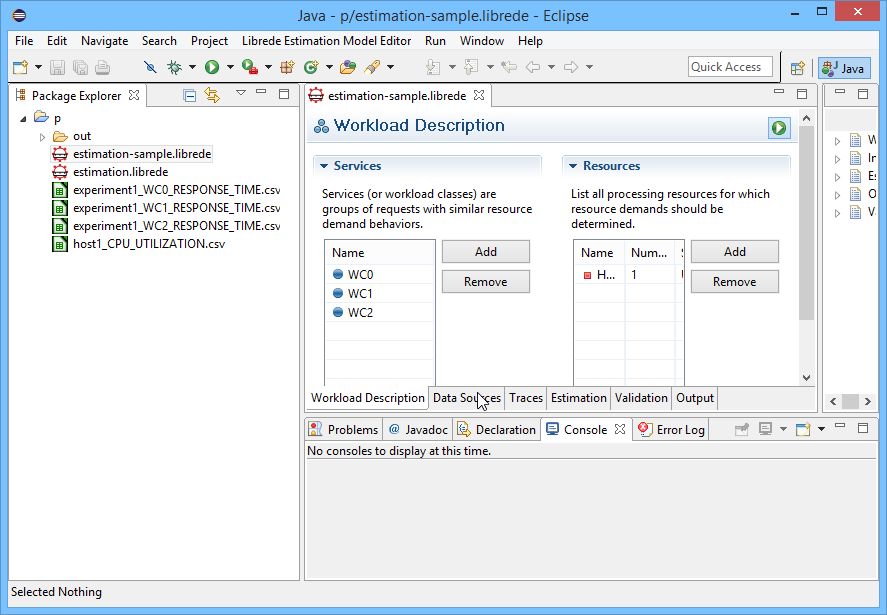 Java - p/estimation-sample.librede - Eclipse
File Edit Navigate Search Project Librede Estimation Model Editor Run Window Help
Quick Access
Java
Package Explorer
p
out
estimation-sample.librede
estimation.librede
experiment1_WC0_RESPONSE_TIME.csv
experiment1_WC1_RESPONSE_TIME.csv
experiment1_WC2_RESPONSE_TIME.csv
host1_CPU_UTILIZATION.csv
estimation-sample.librede
Workload Description
Services
Services (or workload classes) are
groups of requests with similar resource
demand behaviors.
Name
WC0
WC1
WC2
Add
Remove
Resources
List all processing resources for which
resource demands should be
determined.
Name Num...
H... 1
Add
Remove
Workload Description Data Sources Traces Estimation Validation Output
Problems @ Javadoc Declaration Console Error Log
No consoles to display at this time.
Selected Nothing